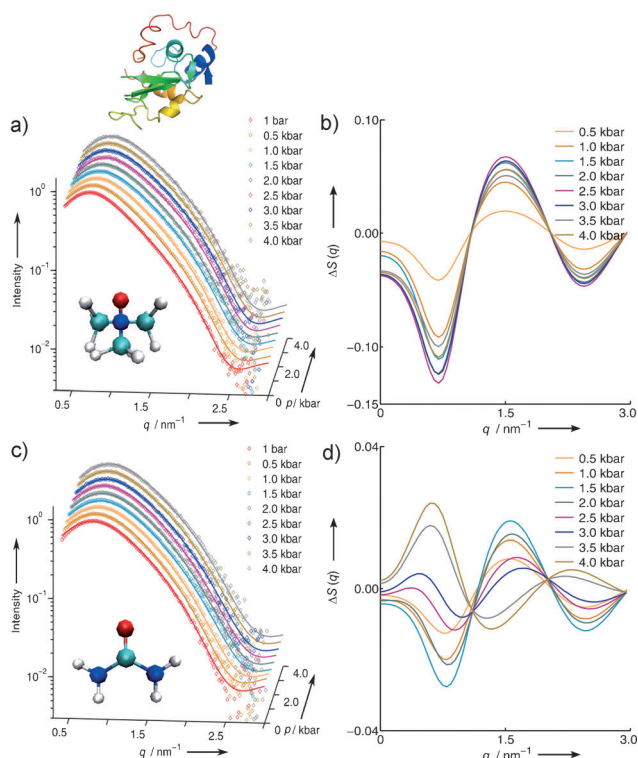 a)
1 bar
0.5 kbar
1.0 kbar
1.5 kbar
2.0 kbar
2.5 kbar
3.0 kbar
3.5 kbar
4.0 kbar
Intensity
10⁰
10⁻¹
10⁻²
0.5
1.5
2.5
q / nm⁻¹
0
2.0
4.0
p / kbar
b)
0.5 kbar
1.0 kbar
1.5 kbar
2.0 kbar
2.5 kbar
3.0 kbar
3.5 kbar
4.0 kbar
ΔS (q)
0.10
0.00
−0.10
−0.15
0
1.5
3.0
q / nm⁻¹
c)
1 bar
0.5 kbar
1.0 kbar
1.5 kbar
2.0 kbar
2.5 kbar
3.0 kbar
3.5 kbar
4.0 kbar
Intensity
10⁰
10⁻¹
10⁻²
0.5
1.5
2.5
q / nm⁻¹
0
2.0
4.0
p / kbar
d)
0.5 kbar
1.0 kbar
1.5 kbar
2.0 kbar
2.5 kbar
3.0 kbar
3.5 kbar
4.0 kbar
ΔS (q)
0.04
0.00
−0.04
0
1.5
3.0
q / nm⁻¹